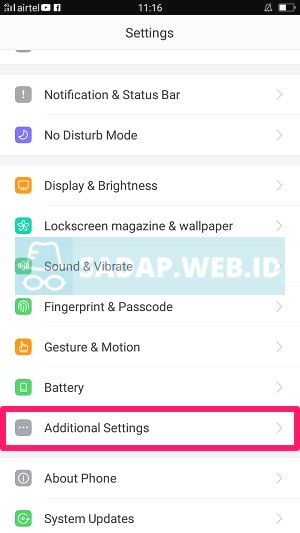 airtel 11:16
Settings
Notification & Status Bar
No Disturb Mode
Display & Brightness
Lockscreen magazine & wallpaper
SADAP.WEB.ID
Sound & Vibrate
Fingerprint & Passcode
Gesture & Motion
Battery
Additional Settings
About Phone
System Updates